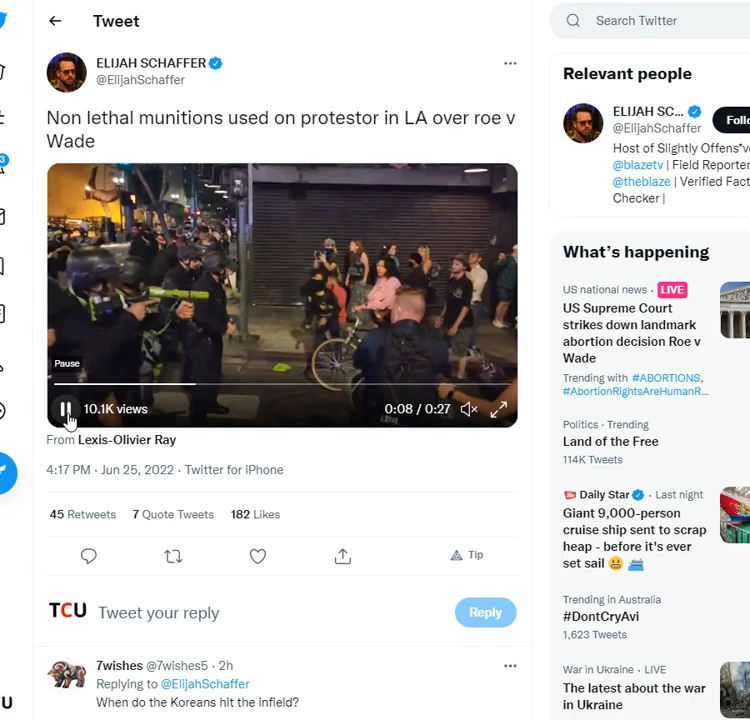 Tweet
ELIJAH SCHAFFER
@ElijahSchaffer
Non lethal munitions used on protestor in LA over roe v
Wade
Pause
10.1K views
0:08 / 0:27
From Lexis-Olivier Ray
4:17 PM · Jun 25, 2022 · Twitter for iPhone
45 Retweets 7 Quote Tweets 182 Likes
Tip
TCU Tweet your reply
Reply
7wishes @7wishes5 · 2h
Replying to @ElijahSchaffer
When do the Koreans hit the infield?
3
Search Twitter
Relevant people
ELIJAH SC...
@ElijahSchaffer
Host of Slightly Offens*v
@blazetv | Field Reporter
@theblaze | Verified Fact
Checker |
What's happening
US national news · LIVE
US Supreme Court
strikes down landmark
abortion decision Roe v
Wade
Trending with #ABORTIONS,
#AbortionRightsAreHumanR...
Politics · Trending
Land of the Free
114K Tweets
Daily Star · Last night
Giant 9,000-person
cruise ship sent to scrap
heap - before it's ever
set sail 😬 🛳️
Trending in Australia
#DontCryAvi
1,623 Tweets
War in Ukraine · LIVE
The latest about the war
in Ukraine